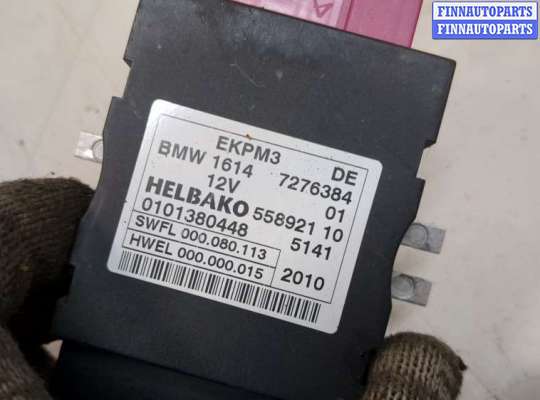 FINNAUTOPARTS
FINNAUTOPARTS
EKPM3 DE
BMW 1614 7276384
12V 01
HELBAKO 558921 10
0101380448 5141
SWFL 000.080.113
HWEL 000.000.015 2010